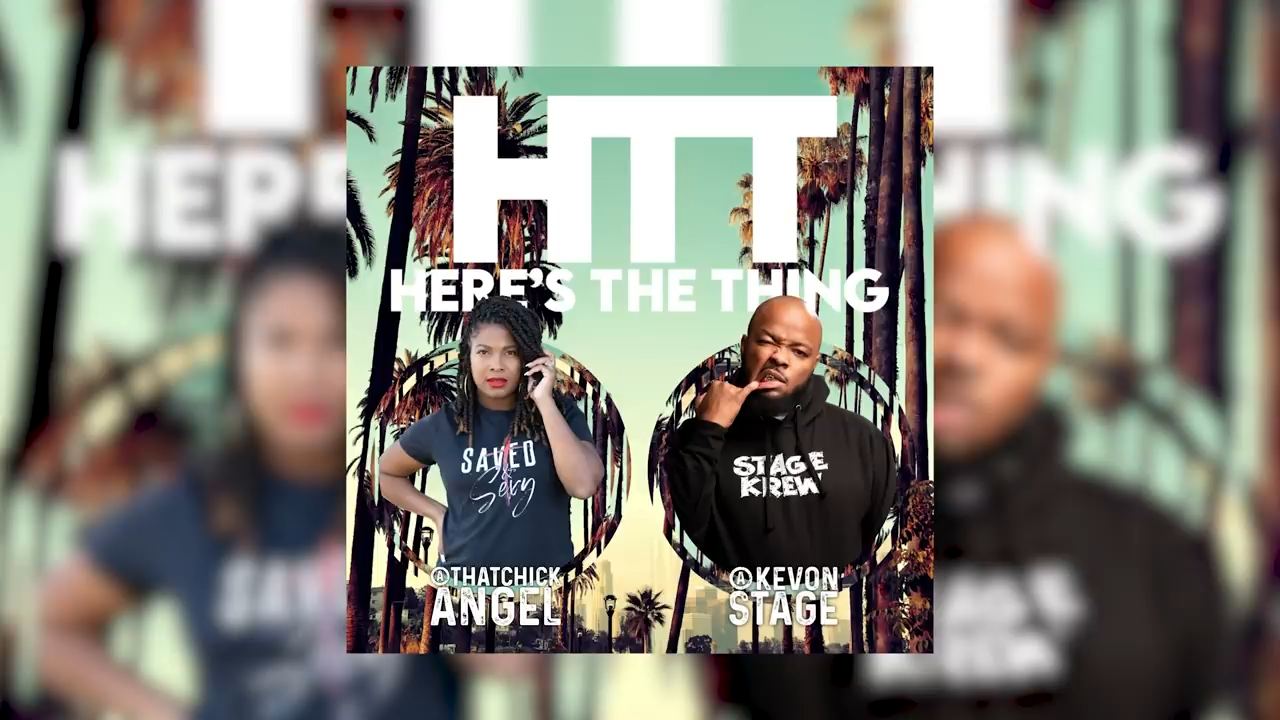 HTT
HERE'S THE THING
SAVED
& Sexy
STAGE
KREW
@THATCHICK
ANGEL
@KEVON
STAGE